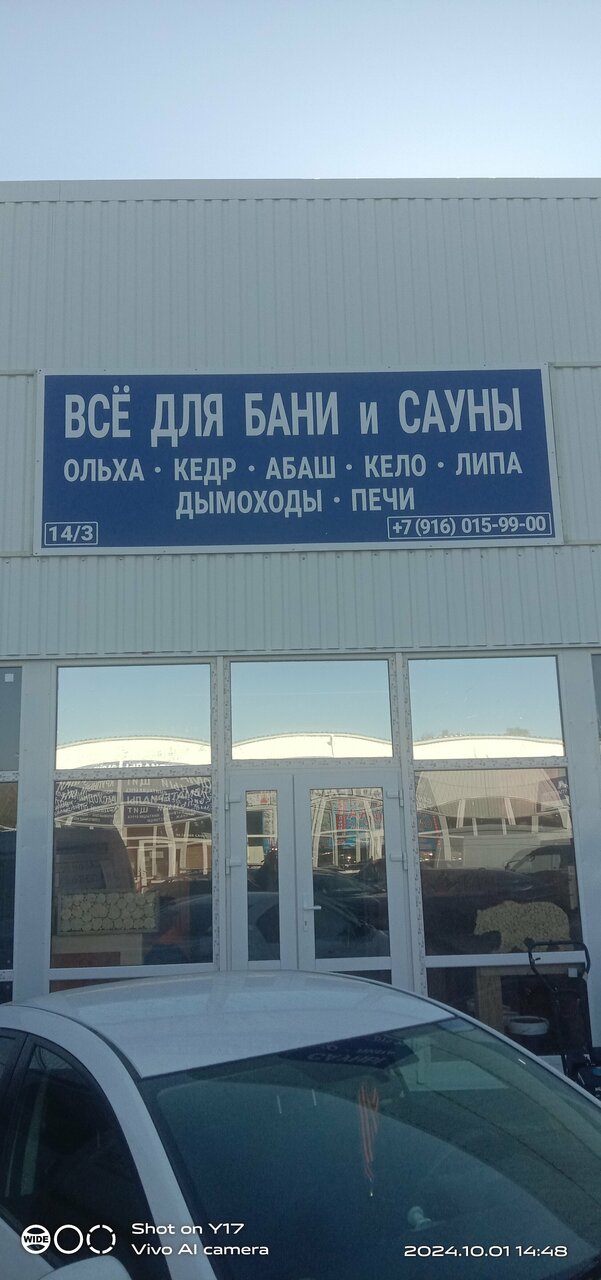 ВСЁ ДЛЯ БАНИ и САУНЫ
ОЛЬХА · КЕДР · АБАШ · КЕЛО · ЛИПА
ДЫМОХОДЫ · ПЕЧИ
14/3
+7 (916) 015-99-00
WIDE
Shot on Y17
Vivo AI camera
2024.10.01 14:48